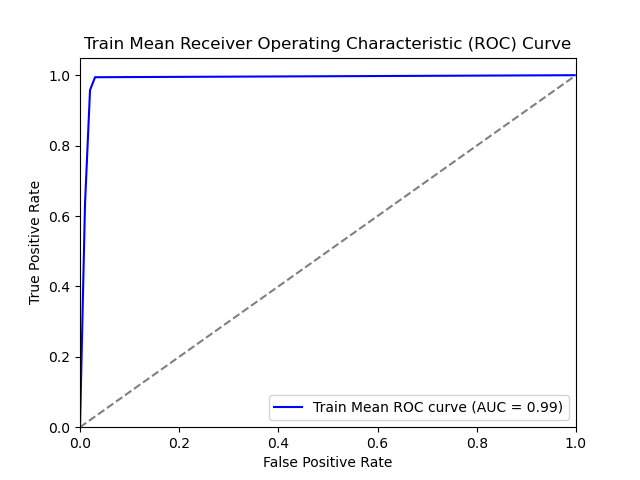 Train Mean Receiver Operating Characteristic (ROC) Curve
1.0
0.8
0.6
0.4
0.2
0.0
True Positive Rate
Train Mean ROC curve (AUC = 0.99)
0.0 0.2 0.4 0.6 0.8 1.0
False Positive Rate